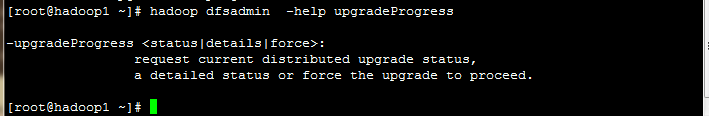 [root@hadoop1 ~]# hadoop dfsadmin  -help upgradeProgress
-upgradeProgress <status|details|force>:
request current distributed upgrade status,
a detailed status or force the upgrade to proceed.
[root@hadoop1 ~]#